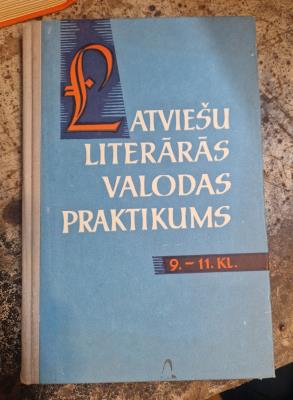 LATVIEŠU
LITERĀRĀS
VALODAS
PRAKTIKUMS
9.–11. KL.